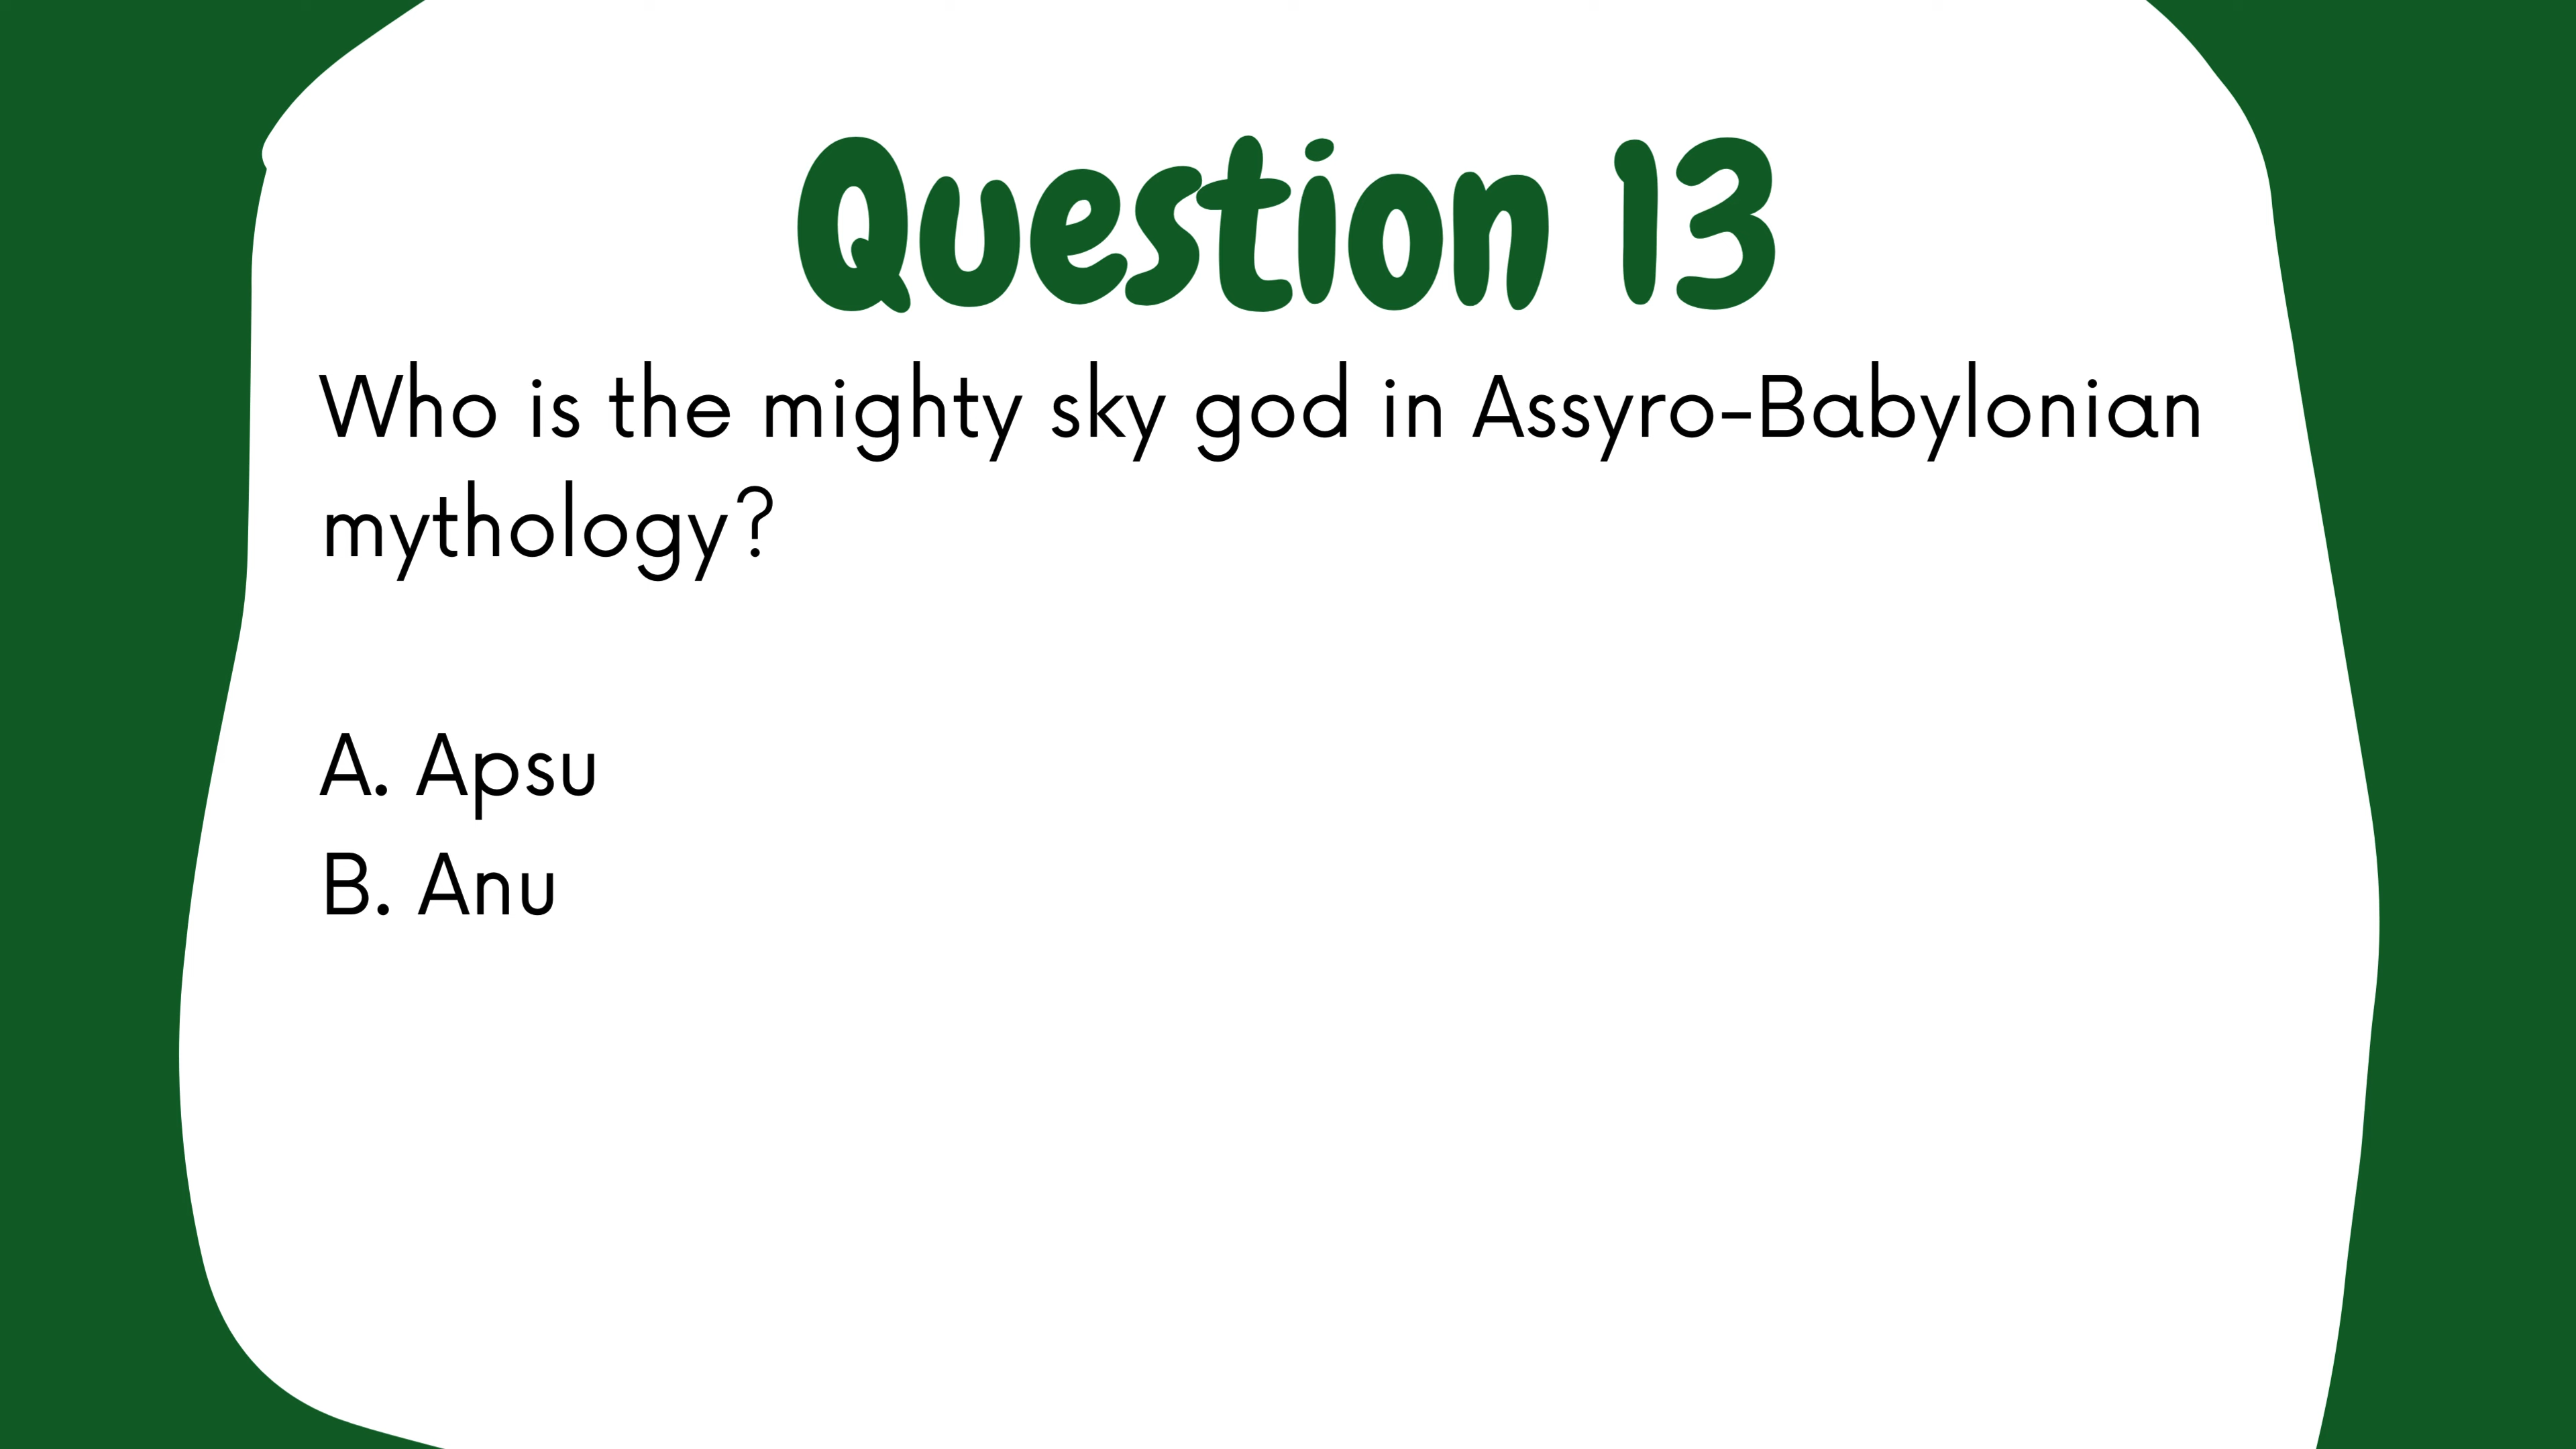 Question 13
Who is the mighty sky god in Assyro-Babylonian
mythology?
A. Apsu
B. Anu